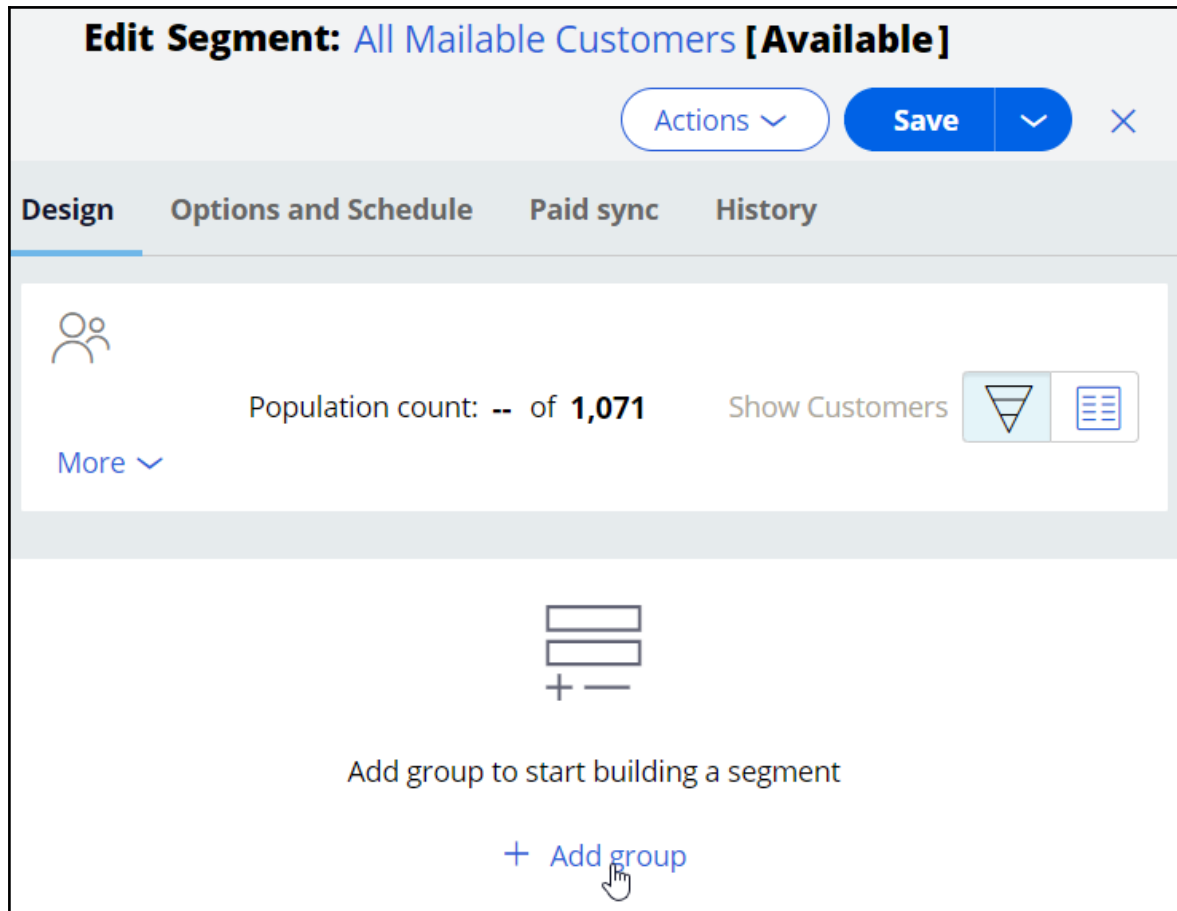 Edit Segment: All Mailable Customers [Available]
Actions
Save
Design Options and Schedule Paid sync History
Population count: -- of 1,071 Show Customers
More
Add group to start building a segment
+ Add group